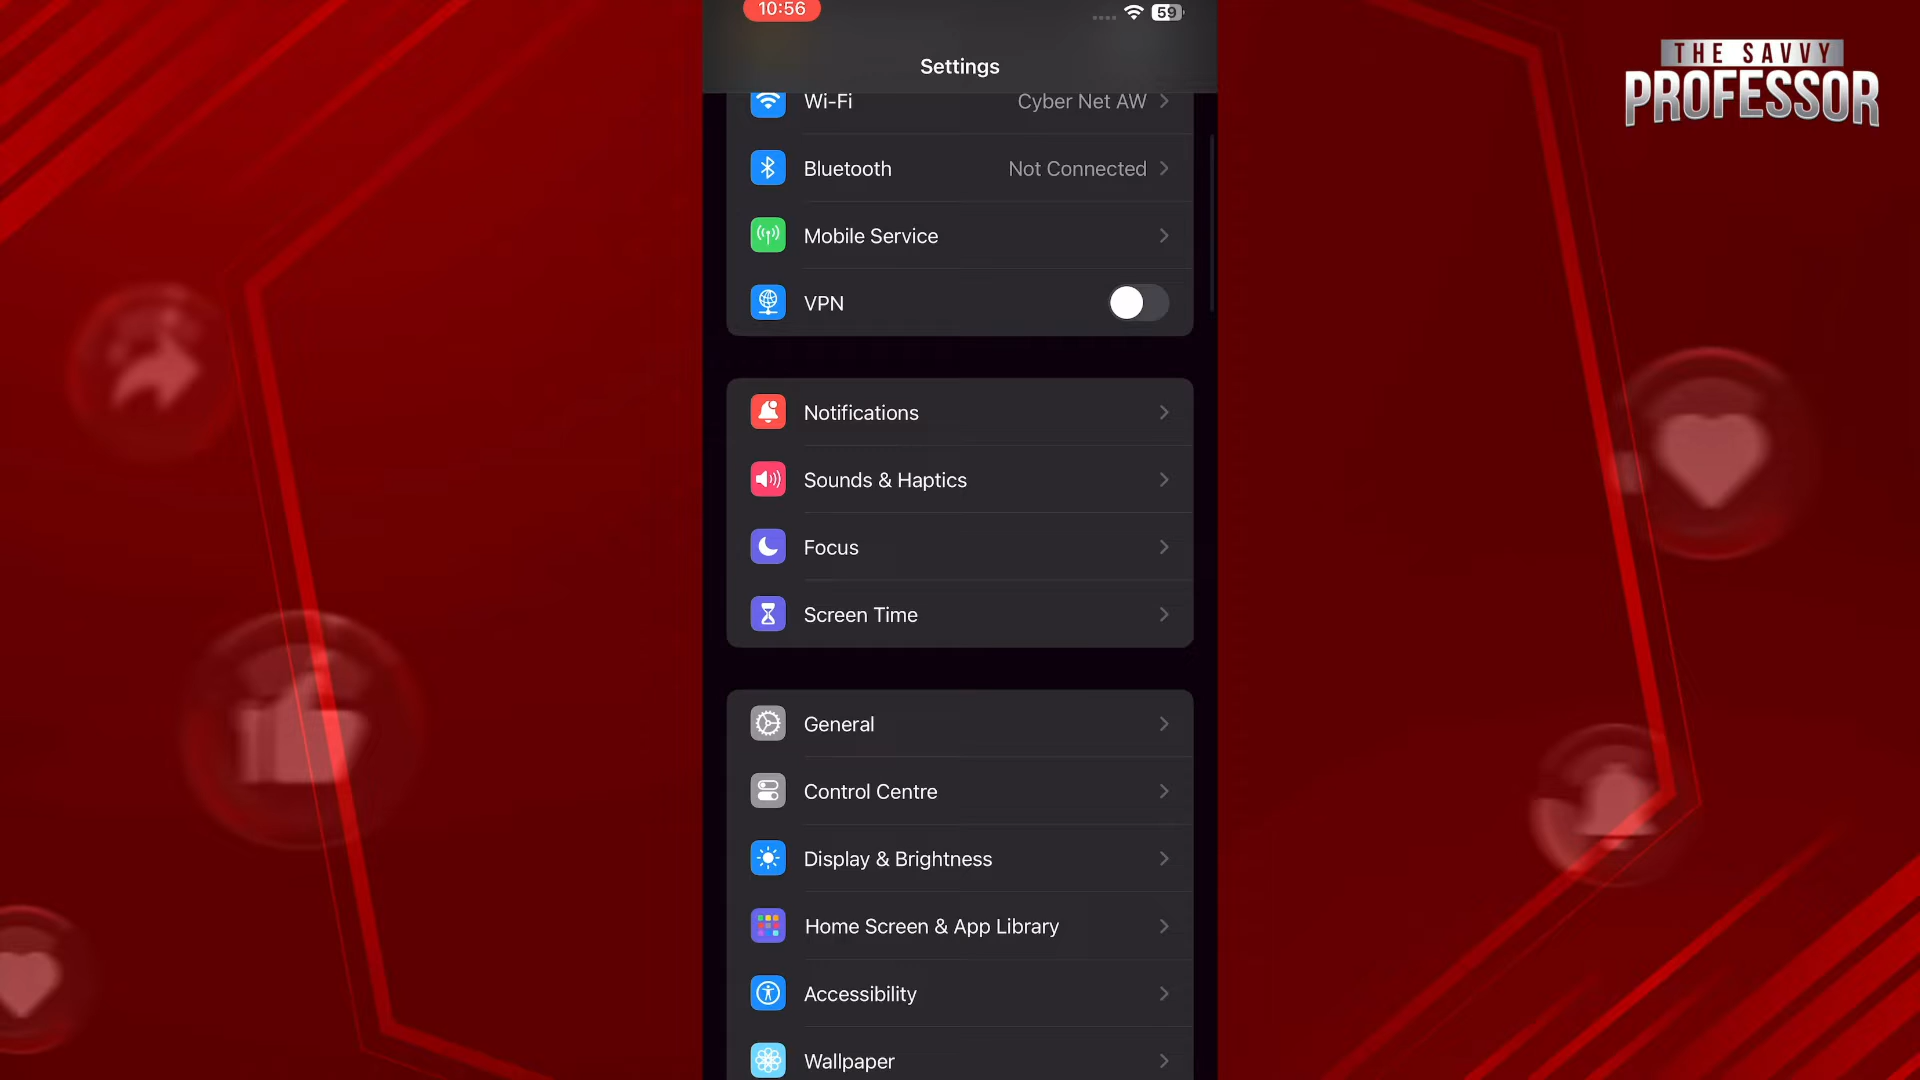 10:56
59
THE SAVVY
PROFESSOR
Settings
Wi-Fi Cyber Net AW
Bluetooth Not Connected
Mobile Service
VPN
Notifications
Sounds & Haptics
Focus
Screen Time
General
Control Centre
Display & Brightness
Home Screen & App Library
Accessibility
Wallpaper